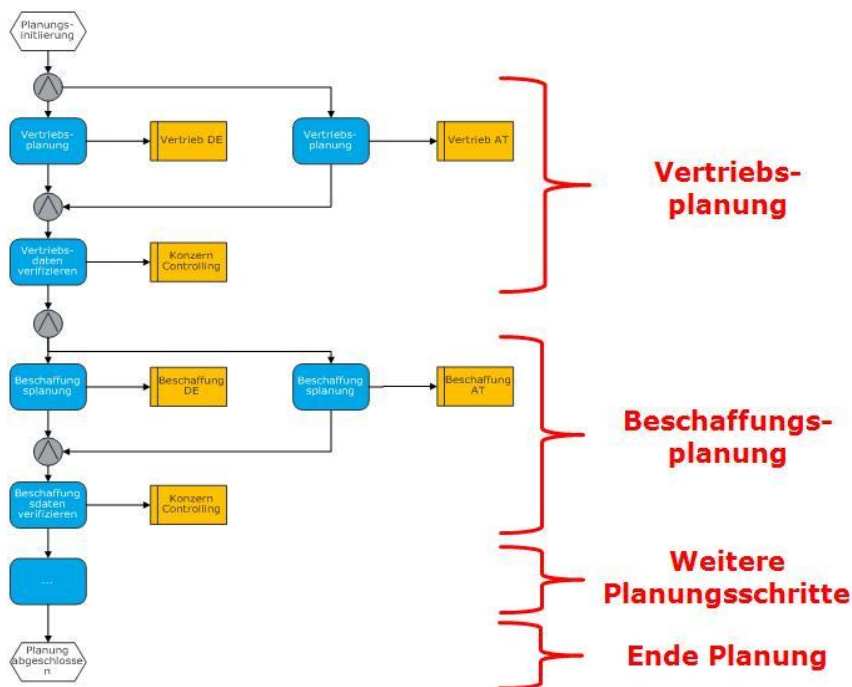 Planungs-
initiierung
Vertriebs-
planung
Vertrieb DE
Vertriebs-
planung
Vertrieb AT
Vertriebs-
planung
Vertriebs-
daten
verifizieren
Konzern
Controlling
Beschaffung
splanung
Beschaffung
DE
Beschaffung
splanung
Beschaffung
AT
Beschaffungs-
planung
Beschaffung
sdaten
verifizieren
Konzern
Controlling
...
Weitere
Planungsschritte
Planung
abgeschlosse
n
Ende Planung